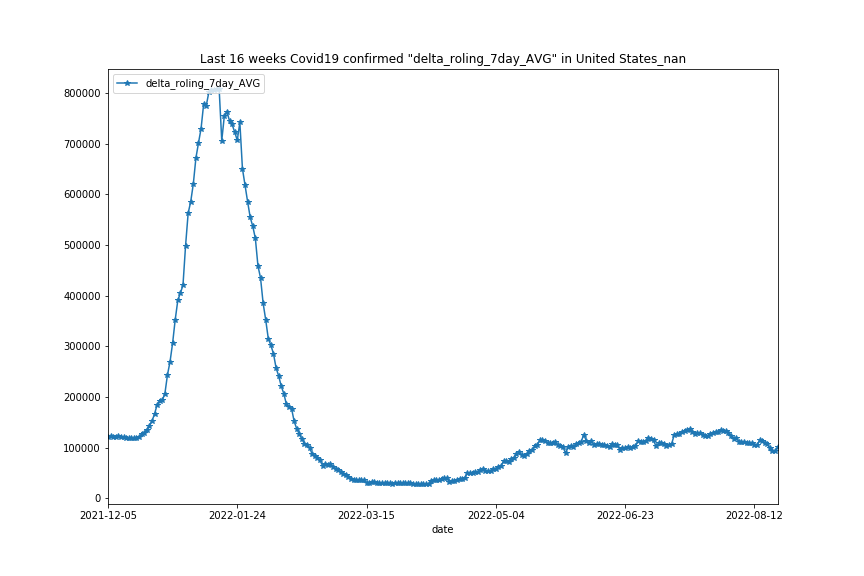 Last 16 weeks Covid19 confirmed "delta_roling_7day_AVG" in United States_nan
delta_roling_7day_AVG
800000
700000
600000
500000
400000
300000
200000
100000
0
2021-12-05 2022-01-24 2022-03-15 2022-05-04 2022-06-23 2022-08-12
date